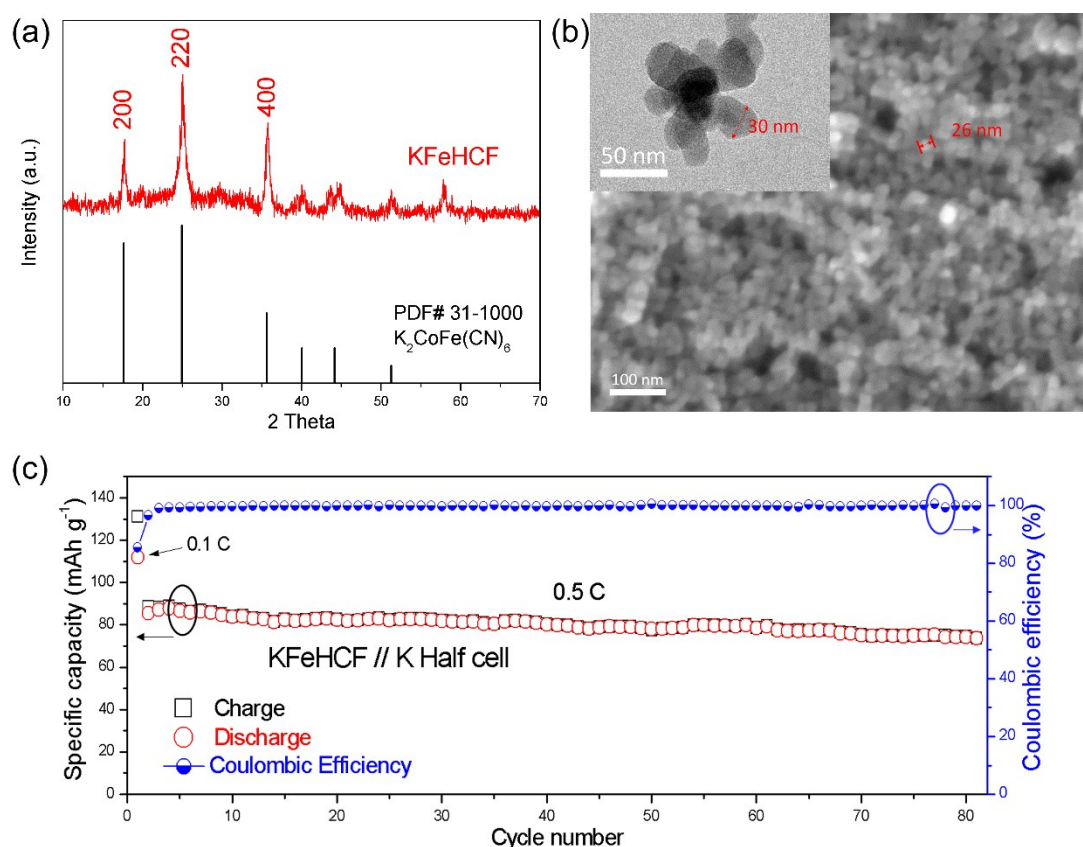 (a)
200
220
400
KFeHCF
Intensity (a.u.)
PDF# 31-1000
K₂CoFe(CN)₆
10 20 30 40 50 60 70
2 Theta
(b)
30 nm
50 nm
26 nm
100 nm
(c)
Specific capacity (mAh g⁻¹)
140
120
100
80
60
40
20
0
0.1 C
0.5 C
KFeHCF // K Half cell
Charge
Discharge
Coulombic Efficiency
0 10 20 30 40 50 60 70 80
Cycle number
100
80
60
40
20
0
Coulombic efficiency (%)